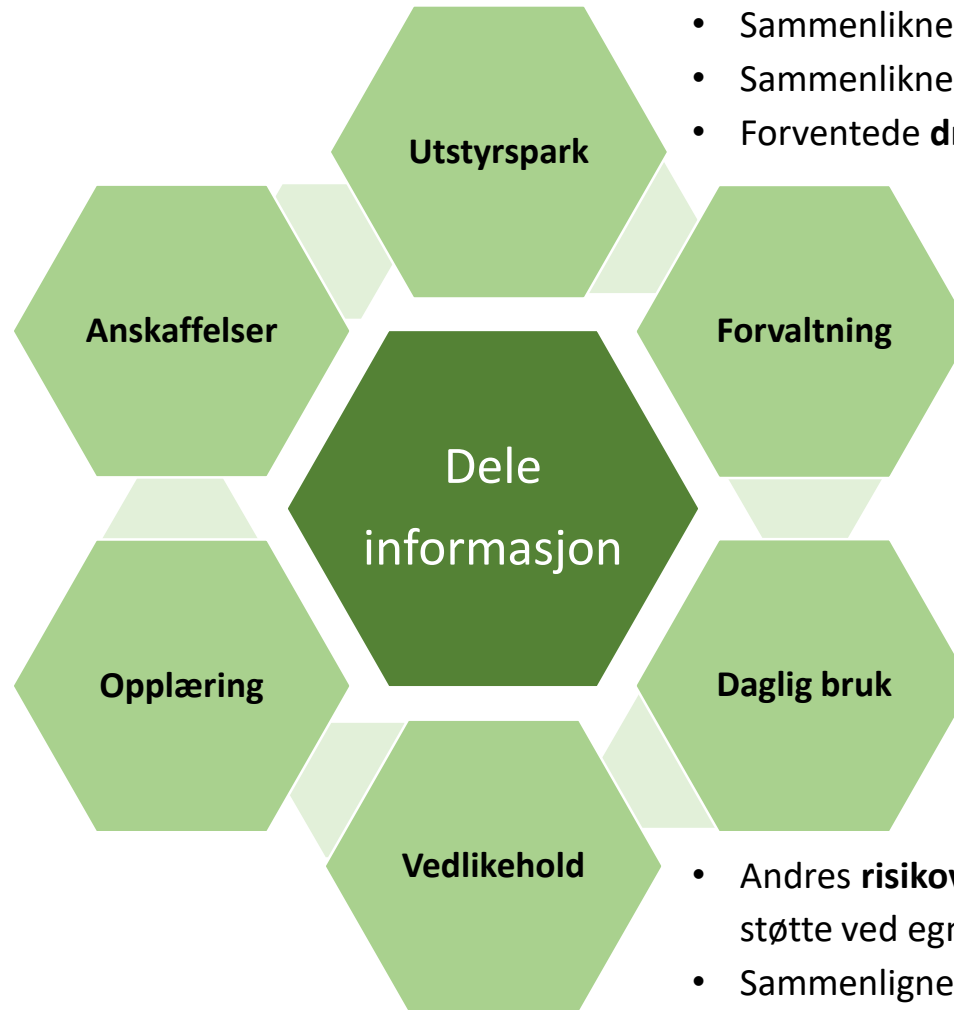 • Sammenlikne
• Sammenlikne
• Forventede
Utstyrspark
Anskaffelser
Forvaltning
Dele
informasjon
Opplæring
Daglig bruk
Vedlikehold
• Andres
støtte ved
• Sammenligne